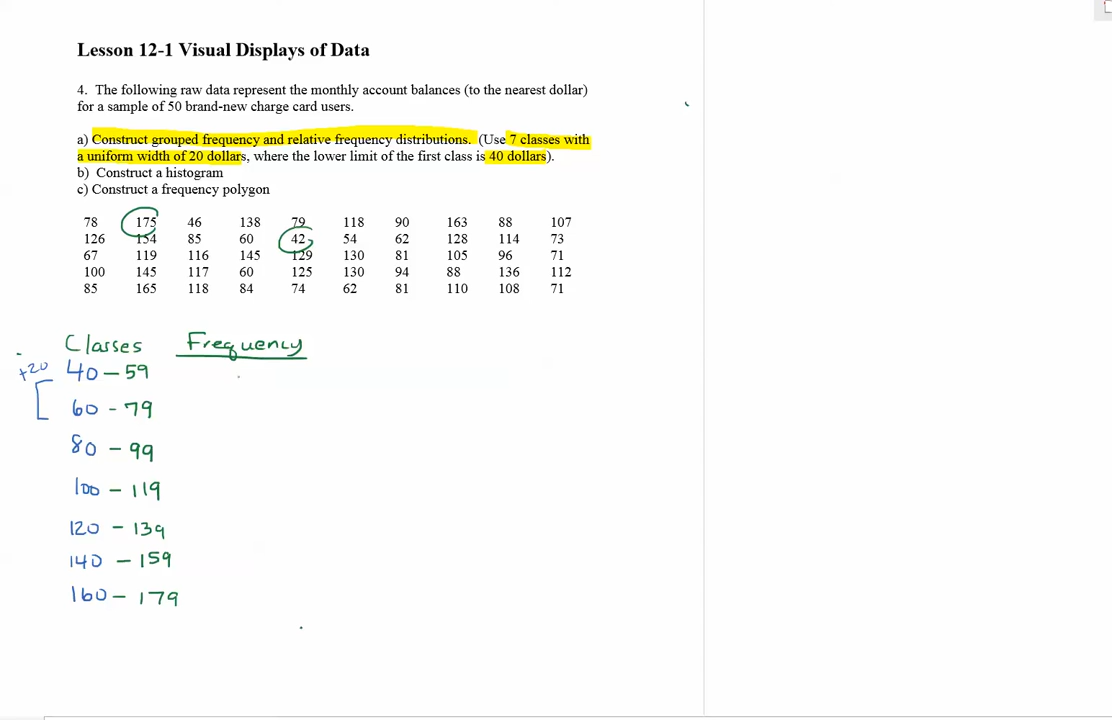 Lesson 12-1 Visual Displays of Data
4. The following raw data represent the monthly account balances (to the nearest dollar)
for a sample of 50 brand-new charge card users.
a) Construct grouped frequency and relative frequency distributions. (Use 7 classes with
a uniform width of 20 dollars, where the lower limit of the first class is 40 dollars).
b) Construct a histogram
c) Construct a frequency polygon
78 175 46 138 79 118 90 163 88 107
126 154 85 60 42 54 62 128 114 73
67 119 116 145 129 130 81 105 96 71
100 145 117 60 125 130 94 88 136 112
85 165 118 84 74 62 81 110 108 71
Classes Frequency
+20 40 - 59
60 - 79
80 - 99
100 - 119
120 - 139
140 - 159
160 - 179